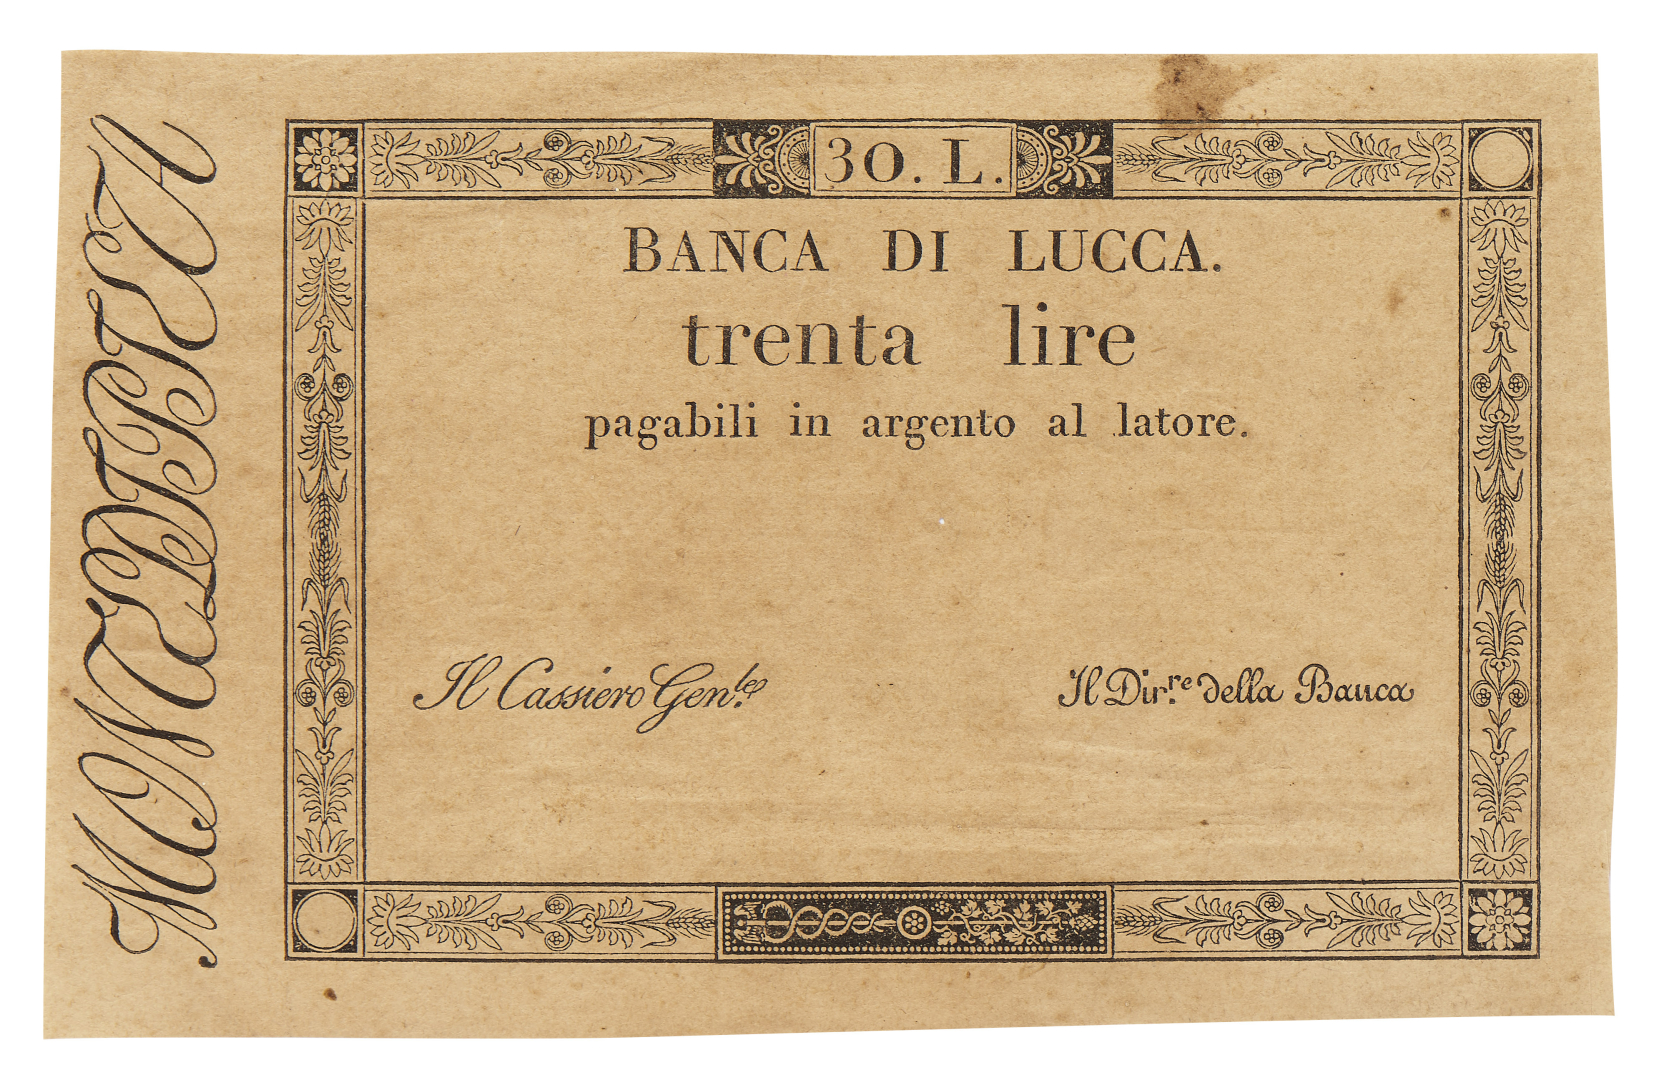 30. L.
BANCA DI LUCCA.
trenta lire
pagabili in argento al latore.
Il Cassiero Gen.le
Il Dir.re della Banca